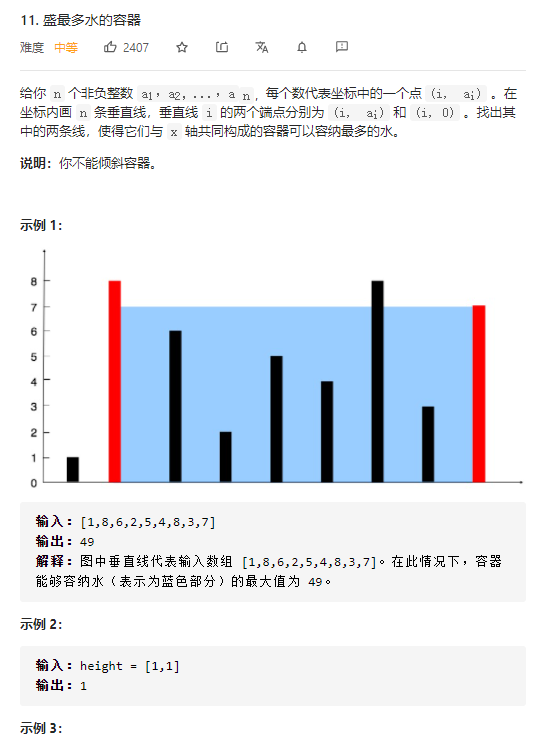 11. 盛最多水的容器
难度 中等 2407
给你 n 个非负整数 a1, a2, ..., a n, 每个数代表坐标中的一个点 (i, ai) 。在
坐标内画 n 条垂直线，垂直线 i 的两个端点分别为 (i, ai) 和 (i, 0) 。找出其
中的两条线，使得它们与 x 轴共同构成的容器可以容纳最多的水。
说明：你不能倾斜容器。
示例 1：
8
7
6
5
4
3
2
1
0
输入：[1,8,6,2,5,4,8,3,7]
输出：49
解释：图中垂直线代表输入数组 [1,8,6,2,5,4,8,3,7]。在此情况下，容器
能够容纳水（表示为蓝色部分）的最大值为 49。
示例 2：
输入：height = [1,1]
输出：1
示例 3：